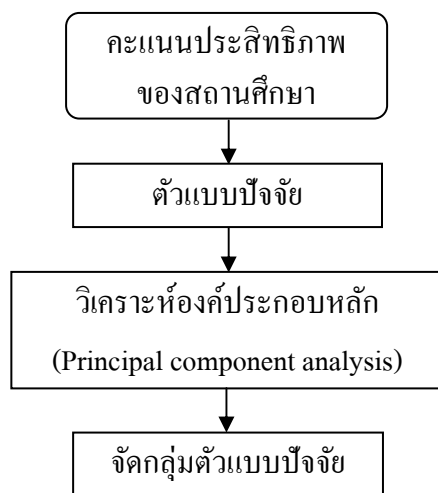 คะแนนประสิทธิภาพ
ของสถานศึกษา
ตัวแบบปัจจัย
วิเคราะห์องค์ประกอบหลัก
(Principal component analysis)
จัดกลุ่มตัวแบบปัจจัย